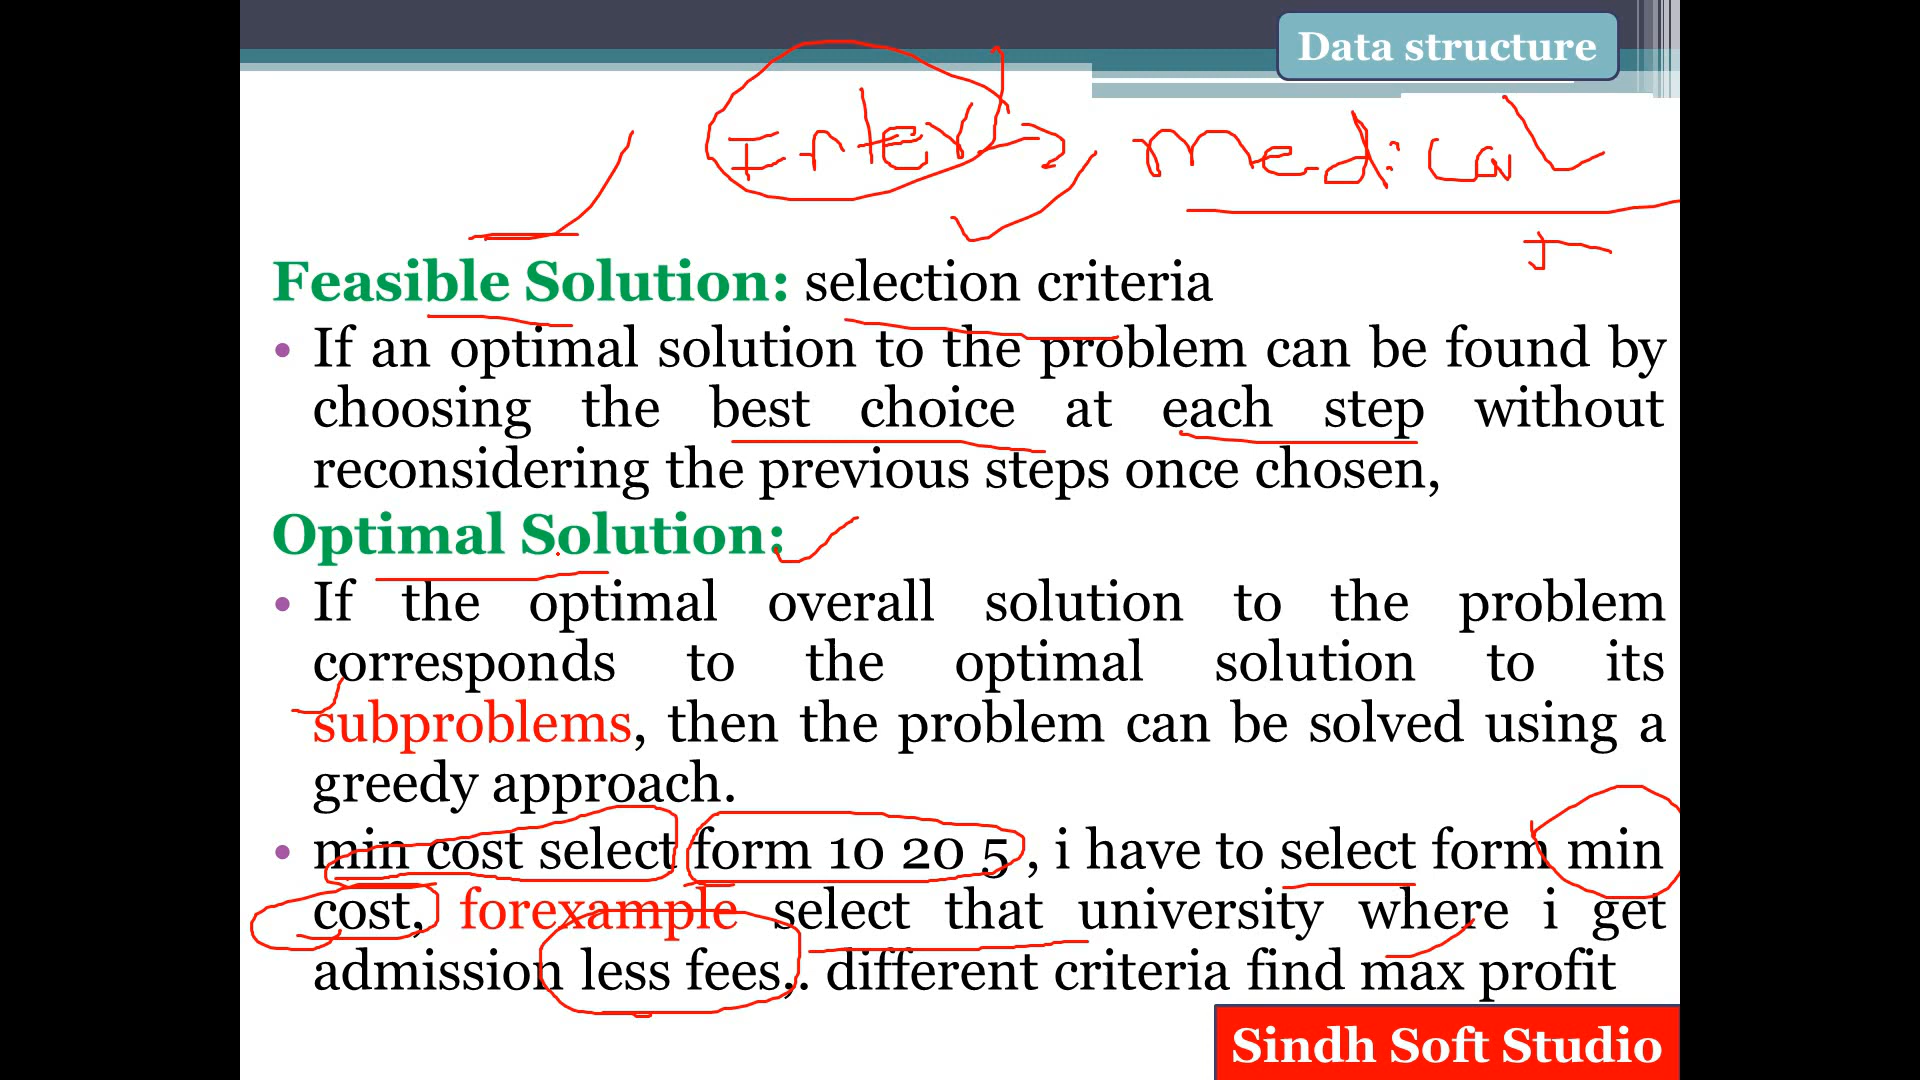 Data structure
Inter medical
Feasible Solution: selection criteria
• If an optimal solution to the problem can be found by
choosing the best choice at each step without
reconsidering the previous steps once chosen,
Optimal Solution:
• If the optimal overall solution to the problem
corresponds to the optimal solution to its
subproblems, then the problem can be solved using a
greedy approach.
• min cost select form 10 20 5 , i have to select form min
cost, forexample select that university where i get
admission less fees,. different criteria find max profit
Sindh Soft Studio